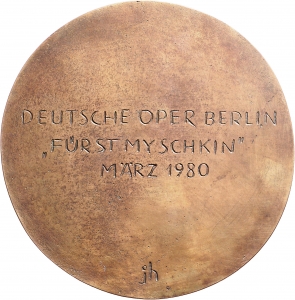 DEUTSCHE OPER BERLIN
„FÜRST MYSCHKIN"
MÄRZ 1980
jh